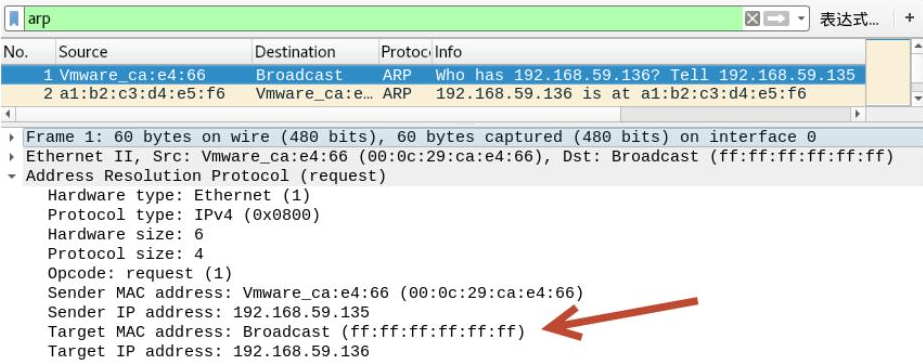 arp 表达式... +
No. Source Destination Protoc Info
1 Vmware_ca:e4:66 Broadcast ARP Who has 192.168.59.136? Tell 192.168.59.135
2 a1:b2:c3:d4:e5:f6 Vmware_ca:e... ARP 192.168.59.136 is at a1:b2:c3:d4:e5:f6
Frame 1: 60 bytes on wire (480 bits), 60 bytes captured (480 bits) on interface 0
Ethernet II, Src: Vmware_ca:e4:66 (00:0c:29:ca:e4:66), Dst: Broadcast (ff:ff:ff:ff:ff:ff)
Address Resolution Protocol (request)
Hardware type: Ethernet (1)
Protocol type: IPv4 (0x0800)
Hardware size: 6
Protocol size: 4
Opcode: request (1)
Sender MAC address: Vmware_ca:e4:66 (00:0c:29:ca:e4:66)
Sender IP address: 192.168.59.135
Target MAC address: Broadcast (ff:ff:ff:ff:ff:ff)
Target IP address: 192.168.59.136